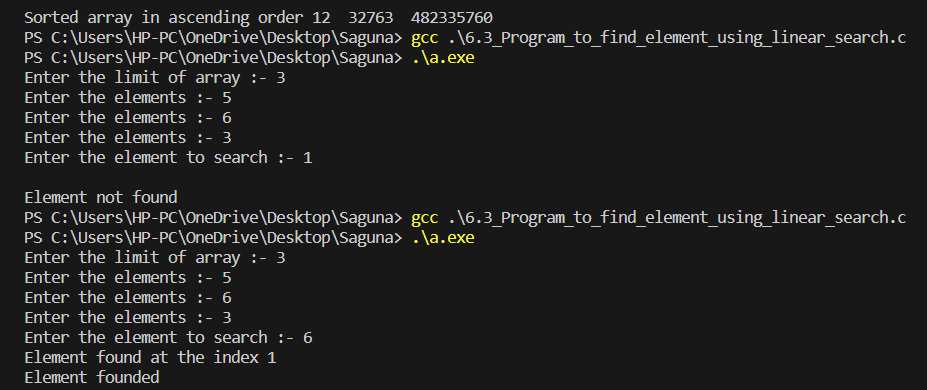 Sorted array in ascending order 12  32763  482335760
PS C:\Users\HP-PC\OneDrive\Desktop\Saguna> gcc .\6.3_Program_to_find_element_using_linear_search.c
PS C:\Users\HP-PC\OneDrive\Desktop\Saguna> .\a.exe
Enter the limit of array :- 3
Enter the elements :- 5
Enter the elements :- 6
Enter the elements :- 3
Enter the element to search :- 1

Element not found
PS C:\Users\HP-PC\OneDrive\Desktop\Saguna> gcc .\6.3_Program_to_find_element_using_linear_search.c
PS C:\Users\HP-PC\OneDrive\Desktop\Saguna> .\a.exe
Enter the limit of array :- 3
Enter the elements :- 5
Enter the elements :- 6
Enter the elements :- 3
Enter the element to search :- 6
Element found at the index 1
Element founded